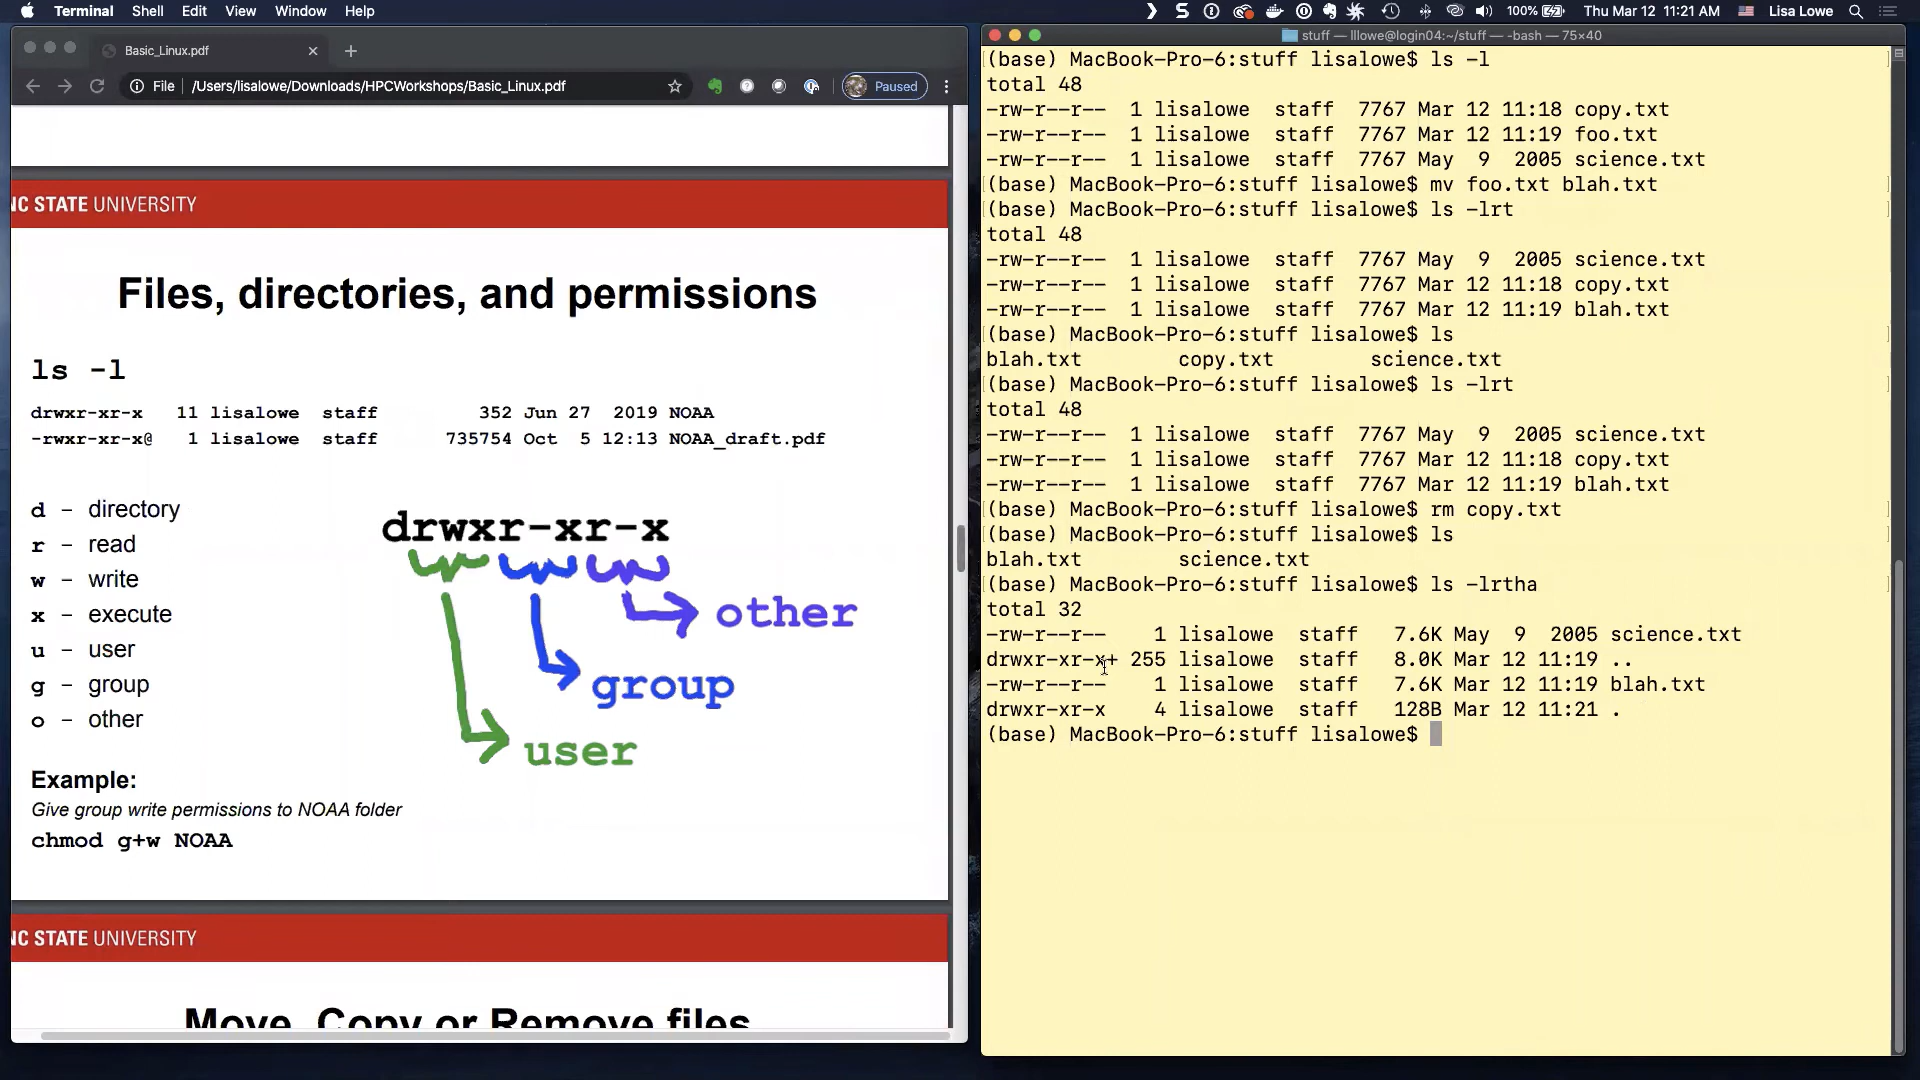 Terminal Shell Edit View Window Help
100% Thu Mar 12 11:21 AM Lisa Lowe
Basic_Linux.pdf
File /Users/lisalowe/Downloads/HPCWorkshops/Basic_Linux.pdf Paused
NC STATE UNIVERSITY
Files, directories, and permissions
ls -l
drwxr-xr-x 11 lisalowe staff 352 Jun 27 2019 NOAA
-rwxr-xr-x@ 1 lisalowe staff 735754 Oct 5 12:13 NOAA_draft.pdf
d - directory
r - read
w - write
x - execute
u - user
g - group
o - other
drwxr-xr-x
other
group
user
Example:
Give group write permissions to NOAA folder
chmod g+w NOAA
NC STATE UNIVERSITY
Move, Copy or Remove files
stuff — lllowe@login04:~/stuff — -bash — 75×40
(base) MacBook-Pro-6:stuff lisalowe$ ls -l
total 48
-rw-r--r-- 1 lisalowe staff 7767 Mar 12 11:18 copy.txt
-rw-r--r-- 1 lisalowe staff 7767 Mar 12 11:19 foo.txt
-rw-r--r-- 1 lisalowe staff 7767 May 9 2005 science.txt
(base) MacBook-Pro-6:stuff lisalowe$ mv foo.txt blah.txt
(base) MacBook-Pro-6:stuff lisalowe$ ls -lrt
total 48
-rw-r--r-- 1 lisalowe staff 7767 May 9 2005 science.txt
-rw-r--r-- 1 lisalowe staff 7767 Mar 12 11:18 copy.txt
-rw-r--r-- 1 lisalowe staff 7767 Mar 12 11:19 blah.txt
(base) MacBook-Pro-6:stuff lisalowe$ ls
blah.txt copy.txt science.txt
(base) MacBook-Pro-6:stuff lisalowe$ ls -lrt
total 48
-rw-r--r-- 1 lisalowe staff 7767 May 9 2005 science.txt
-rw-r--r-- 1 lisalowe staff 7767 Mar 12 11:18 copy.txt
-rw-r--r-- 1 lisalowe staff 7767 Mar 12 11:19 blah.txt
(base) MacBook-Pro-6:stuff lisalowe$ rm copy.txt
(base) MacBook-Pro-6:stuff lisalowe$ ls
blah.txt science.txt
(base) MacBook-Pro-6:stuff lisalowe$ ls -lrtha
total 32
-rw-r--r-- 1 lisalowe staff 7.6K May 9 2005 science.txt
drwxr-xr-x+ 255 lisalowe staff 8.0K Mar 12 11:19 ..
-rw-r--r-- 1 lisalowe staff 7.6K Mar 12 11:19 blah.txt
drwxr-xr-x 4 lisalowe staff 128B Mar 12 11:21 .
(base) MacBook-Pro-6:stuff lisalowe$